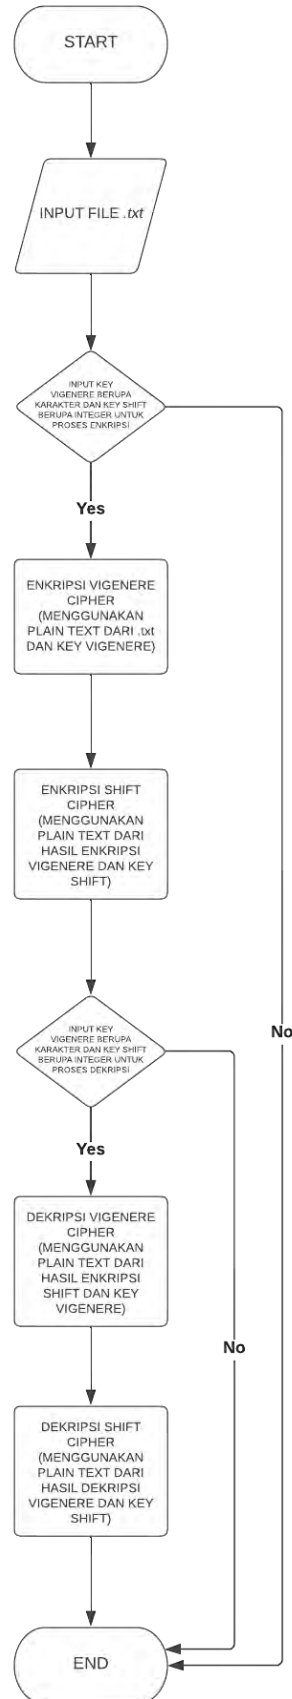 START
INPUT FILE .txt
INPUT KEY
VIGENERE BERUPA
KARAKTER DAN KEY SHIFT
BERUPA INTEGER UNTUK
PROSES ENKRIPSI
Yes
ENKRIPSI VIGENERE
CIPHER
(MENGGUNAKAN
PLAIN TEXT DARI .txt
DAN KEY VIGENERE)
ENKRIPSI SHIFT
CIPHER
(MENGGUNAKAN
PLAIN TEXT DARI
HASIL ENKRIPSI
VIGENERE DAN KEY
SHIFT)
INPUT KEY
VIGENERE BERUPA
KARAKTER DAN KEY SHIFT
BERUPA INTEGER UNTUK
PROSES DEKRIPSI
No
Yes
DEKRIPSI VIGENERE
CIPHER
(MENGGUNAKAN
PLAIN TEXT DARI
HASIL ENKRIPSI
SHIFT DAN KEY
VIGENERE)
No
DEKRIPSI SHIFT
CIPHER
(MENGGUNAKAN
PLAIN TEXT DARI
HASIL DEKRIPSI
VIGENERE DAN KEY
SHIFT)
END